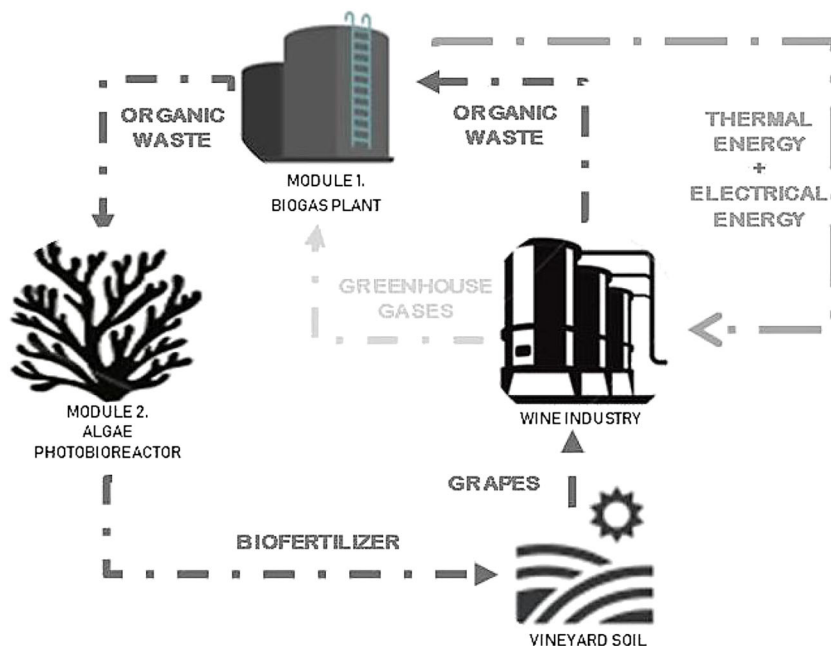 ORGANIC
WASTE
ORGANIC
WASTE
THERMAL
ENERGY
+
ELECTRICAL
ENERGY
MODULE 1.
BIOGAS PLANT
GREENHOUSE
GASES
MODULE 2.
ALGAE
PHOTOBIOREACTOR
WINE INDUSTRY
GRAPES
BIOFERTILIZER
VINEYARD SOIL